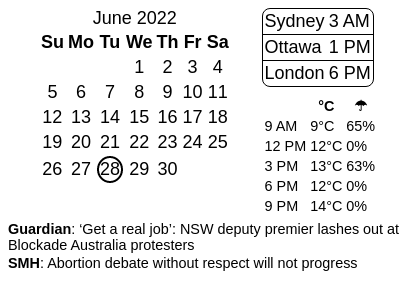 June 2022
Su Mo Tu We Th Fr Sa
1 2 3 4
5 6 7 8 9 10 11
12 13 14 15 16 17 18
19 20 21 22 23 24 25
26 27 28 29 30
Sydney 3 AM
Ottawa 1 PM
London 6 PM
°C ☂
9 AM 9°C 65%
12 PM 12°C 0%
3 PM 13°C 63%
6 PM 12°C 0%
9 PM 14°C 0%
Guardian: ‘Get a real job’: NSW deputy premier lashes out at
Blockade Australia protesters
SMH: Abortion debate without respect will not progress